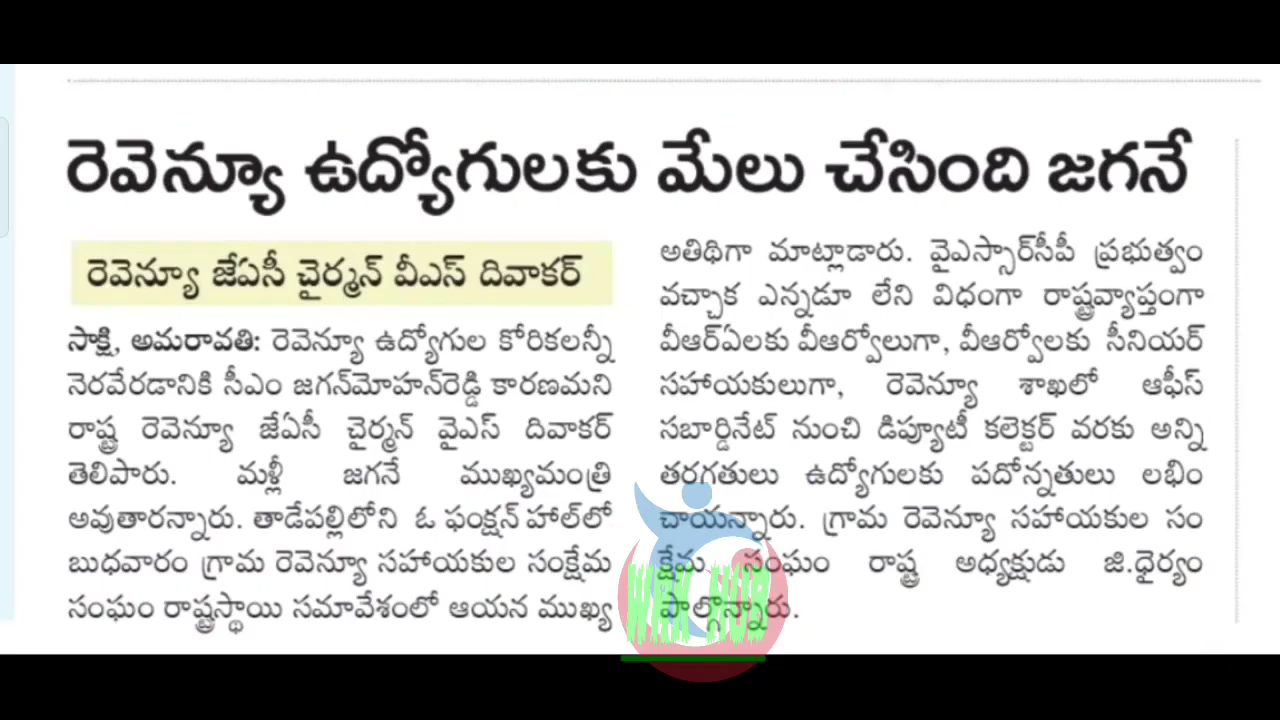 రెవెన్యూ ఉద్యోగులకు మేలు చేసింది జగనే
రెవెన్యూ జేఏసీ చైర్మన్ వీఎస్ దివాకర్
సాక్షి, అమరావతి: రెవెన్యూ ఉద్యోగుల కోరికలన్నీ
నెరవేరడానికి సీఎం జగన్‌మోహన్‌రెడ్డి కారణమని
రాష్ట్ర రెవెన్యూ జేఏసీ చైర్మన్ వైఎస్ దివాకర్
తెలిపారు. మళ్లీ జగనే ముఖ్యమంత్రి
అవుతారన్నారు. తాడేపల్లిలోని ఓ ఫంక్షన్ హాల్‌లో
బుధవారం గ్రామ రెవెన్యూ సహాయకుల సంక్షేమ
సంఘం రాష్ట్రస్థాయి సమావేశంలో ఆయన ముఖ్య
అతిథిగా మాట్లాడారు. వైఎస్సార్‌సీపీ ప్రభుత్వం
వచ్చాక ఎన్నడూ లేని విధంగా రాష్ట్రవ్యాప్తంగా
వీఆర్‌ఏలకు వీఆర్వోలుగా, వీఆర్వోలకు సీనియర్
సహాయకులుగా, రెవెన్యూ శాఖలో ఆఫీస్
సబార్డినేట్ నుంచి డిప్యూటీ కలెక్టర్ వరకు అన్ని
తరగతులు ఉద్యోగులకు పదోన్నతులు లభిం
చాయన్నారు. గ్రామ రెవెన్యూ సహాయకుల సం
క్షేమ సంఘం రాష్ట్ర అధ్యక్షుడు జి.ధైర్యం
పాల్గొన్నారు.
WRK HUB